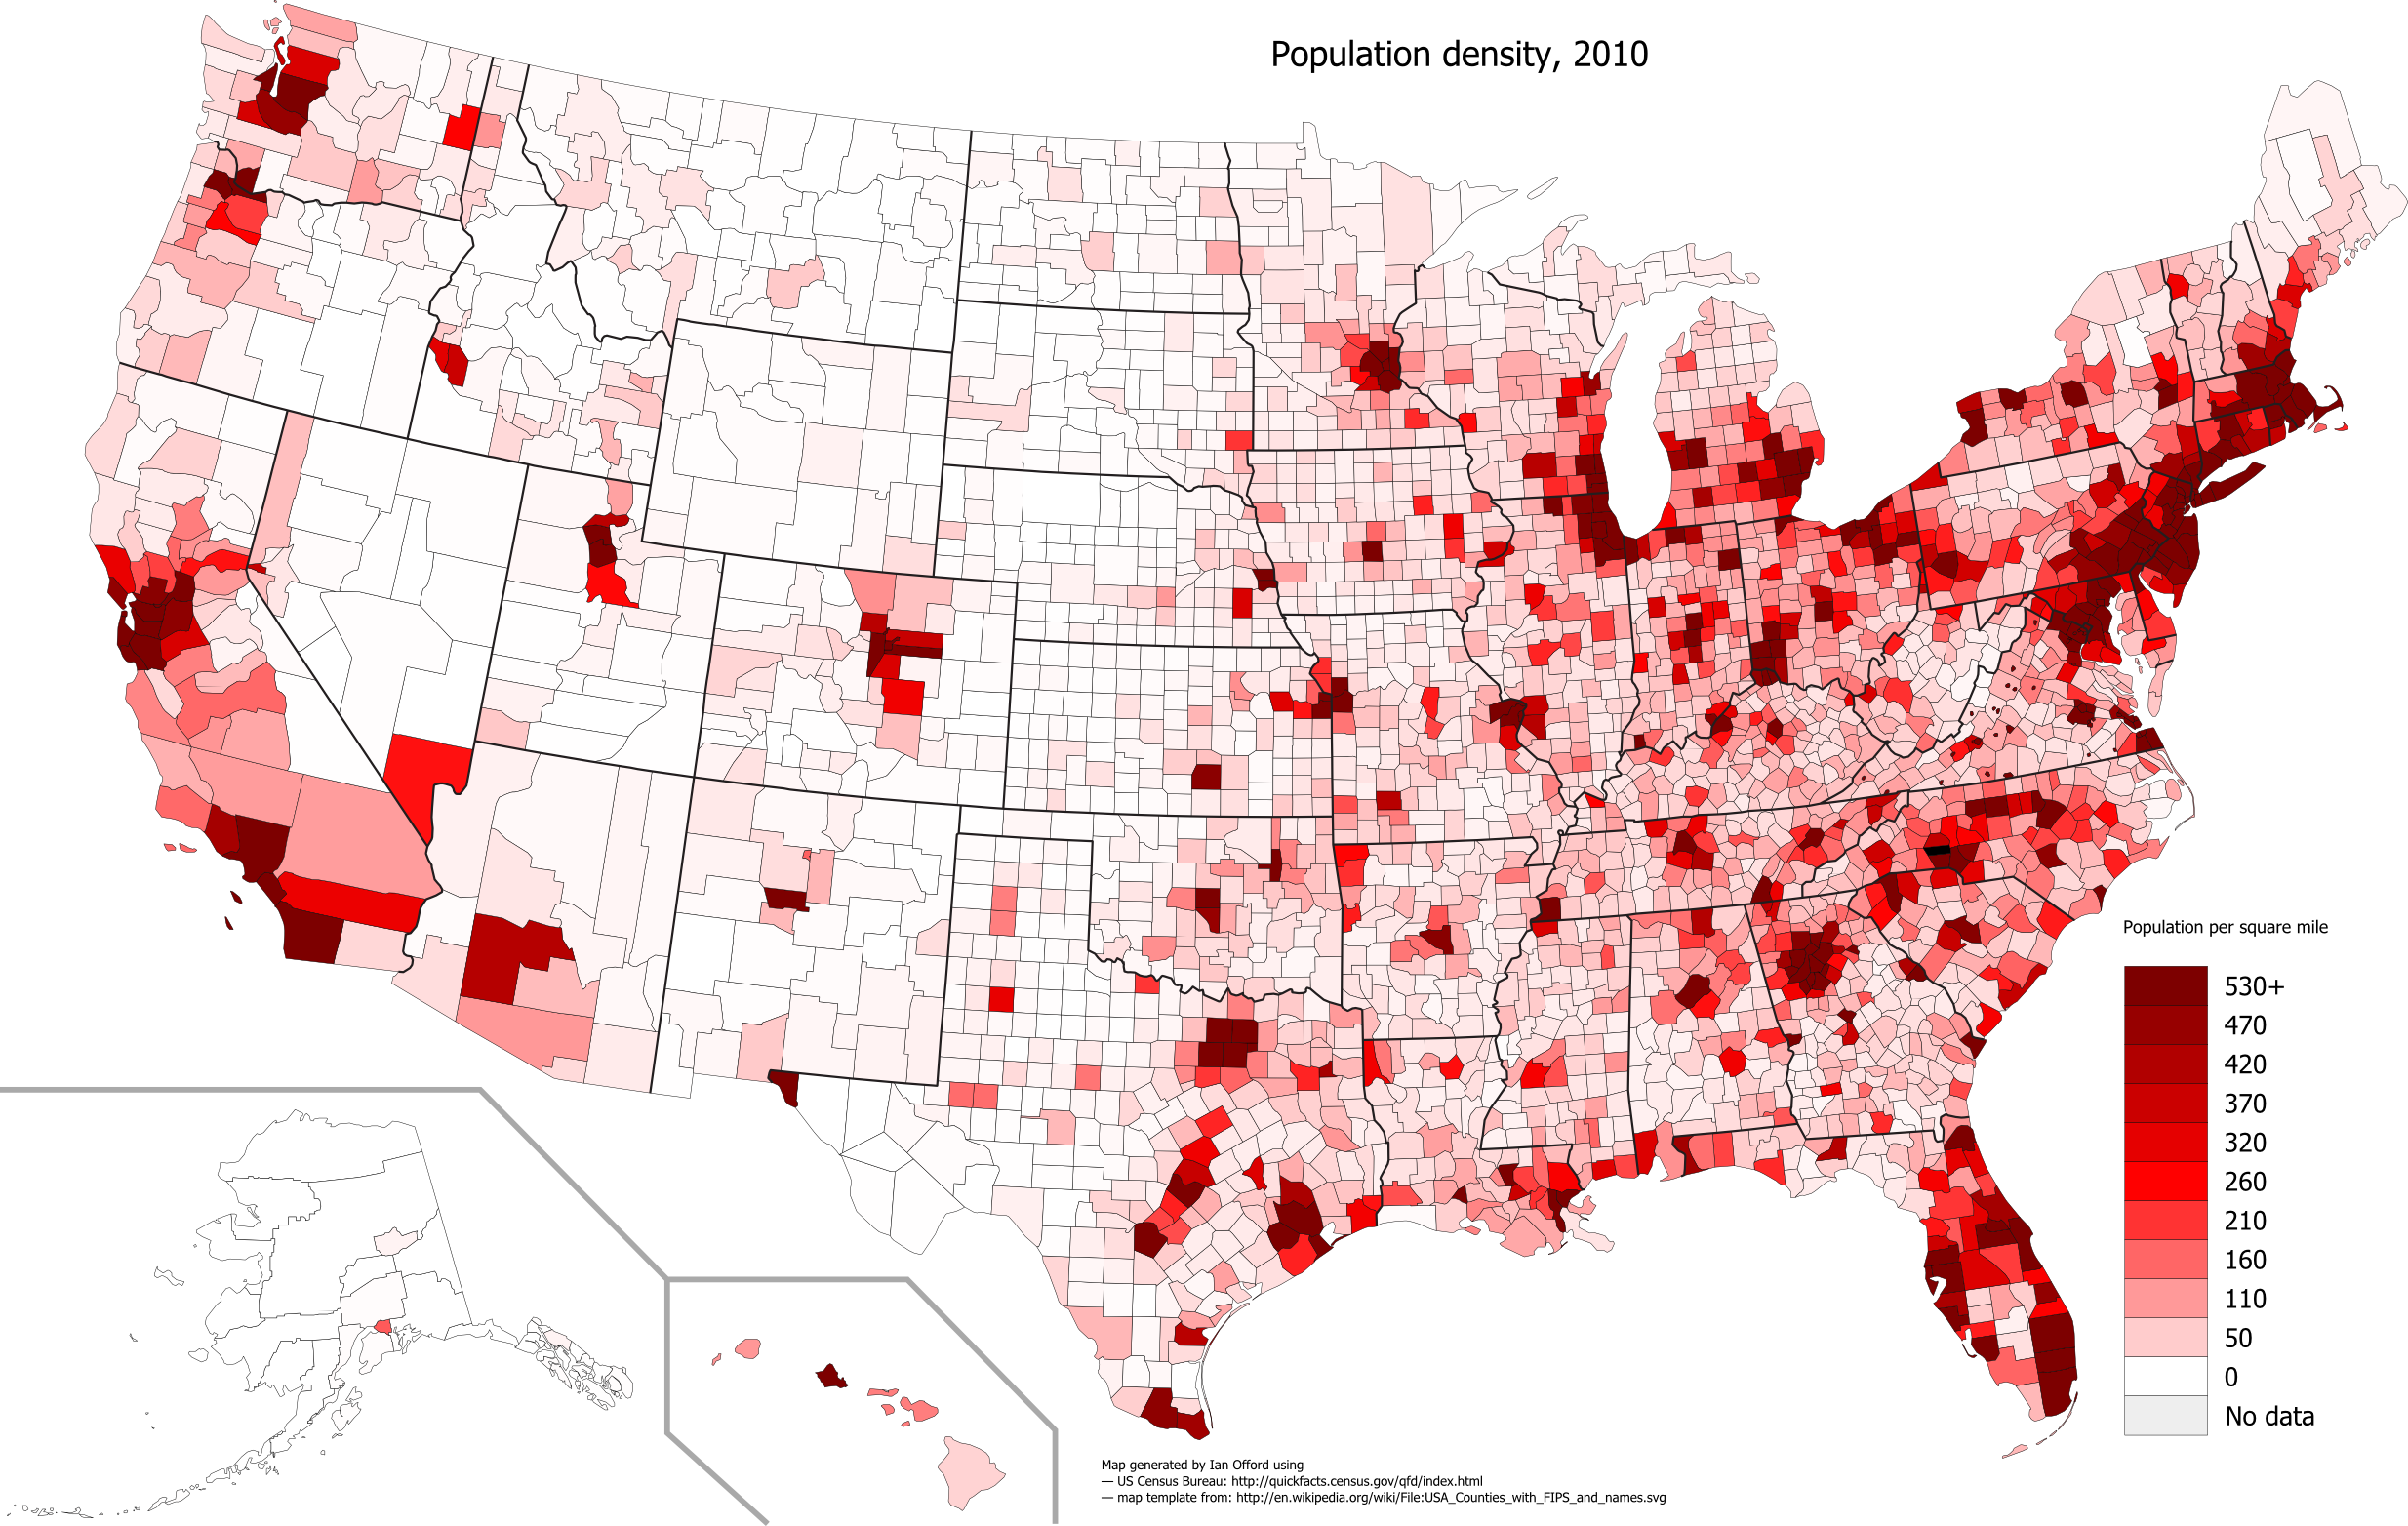 Population density, 2010
Population per square mile
530+
470
420
370
320
260
210
160
110
50
0
No data
Map generated by Ian Offord using
— US Census Bureau: http://quickfacts.census.gov/qfd/index.html
— map template from: http://en.wikipedia.org/wiki/File:USA_Counties_with_FIPS_and_names.svg